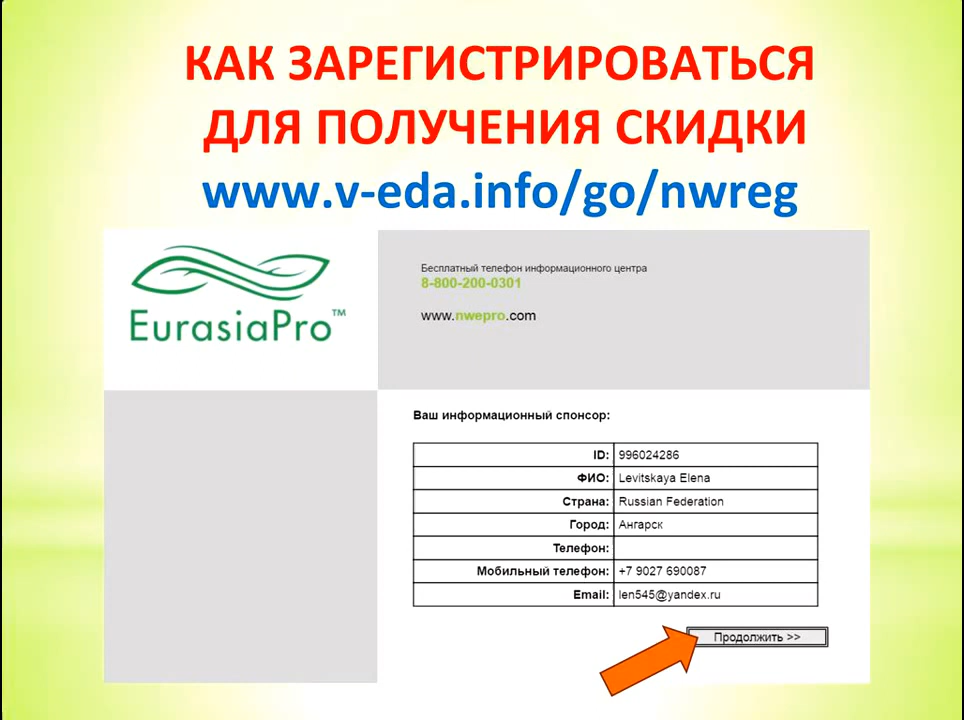 КАК ЗАРЕГИСТРИРОВАТЬСЯ
ДЛЯ ПОЛУЧЕНИЯ СКИДКИ
www.v-eda.info/go/nwreg
EurasiaPro™
Бесплатный телефон информационного центра
8-800-200-0301
www.nwepro.com
Ваш информационный спонсор:
ID: 996024286
ФИО: Levitskaya Elena
Страна: Russian Federation
Город: Ангарск
Телефон:
Мобильный телефон: +7 9027 690087
Email: len545@yandex.ru
Продолжить >>